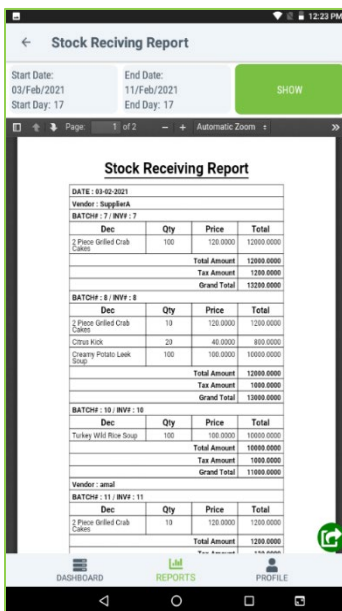 12:23 PM
Stock Reciving Report
Start Date: End Date:
03/Feb/2021 11/Feb/2021 SHOW
Start Day: 17 End Day: 17
Page: 1 of 2 Automatic Zoom
Stock Receiving Report
DATE : 03-02-2021
Vendor : SupplierA
BATCH# : 7 / INV# : 7
Dec Qty Price Total
2 Piece Grilled Crab 100 120.0000 12000.0000
Cakes
Total Amount 12000.0000
Tax Amount 1200.0000
Grand Total 13200.0000
BATCH# : 8 / INV# : 8
Dec Qty Price Total
2 Piece Grilled Crab 10 120.0000 1200.0000
Cakes
Citrus Kick 20 40.0000 800.0000
Creamy Potato Leek 100 100.0000 10000.0000
Soup
Total Amount 12000.0000
Tax Amount 1000.0000
Grand Total 13000.0000
BATCH# : 10 / INV# : 10
Dec Qty Price Total
Turkey Wild Rice Soup 100 100.0000 10000.0000
Total Amount 10000.0000
Tax Amount 1000.0000
Grand Total 11000.0000
Vendor : amal
BATCH# : 11 / INV# : 11
Dec Qty Price Total
2 Piece Grilled Crab 10 120.0000 1200.0000
Cakes
Total Amount 1200.0000
DASHBOARD REPORTS PROFILE